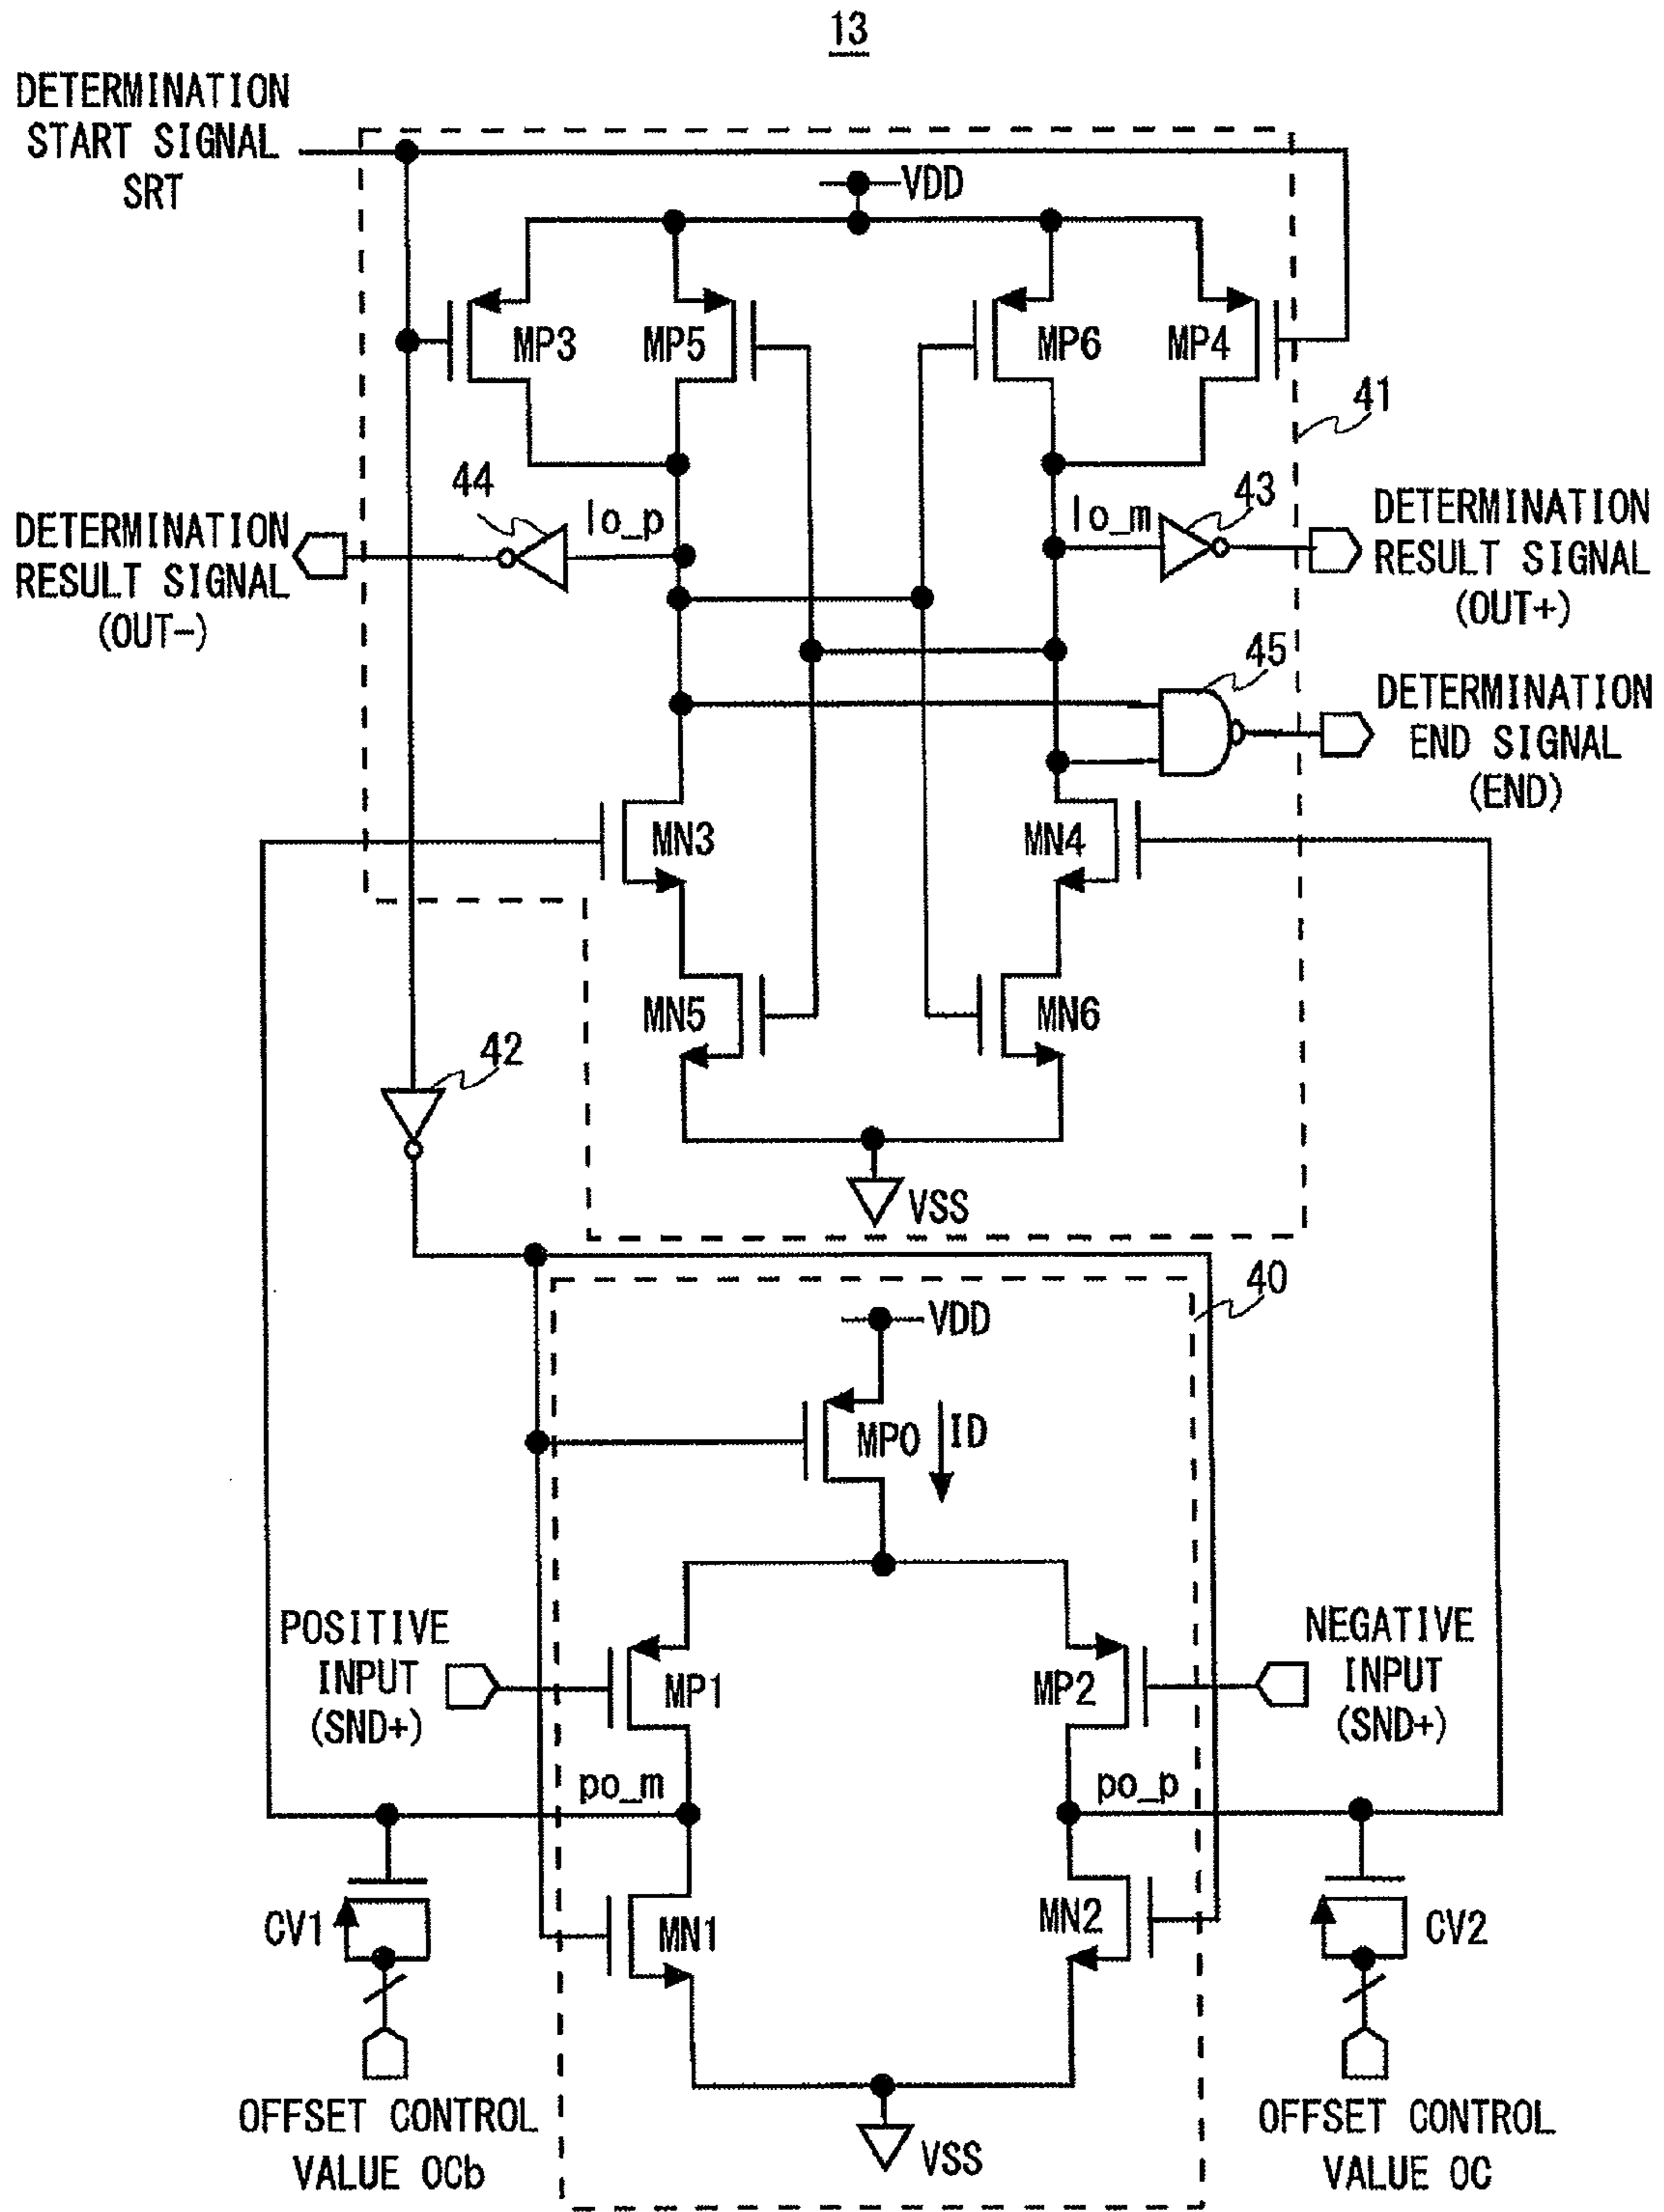 13
DETERMINATION
START SIGNAL
SRT
VDD
MP3
MP5
MP6
MP4
41
44
lo_p
lo_m
43
DETERMINATION
RESULT SIGNAL
(OUT-)
DETERMINATION
RESULT SIGNAL
(OUT+)
45
DETERMINATION
END SIGNAL
(END)
MN3
MN4
MN5
MN6
42
VSS
40
VDD
MP0
ID
POSITIVE
INPUT
(SND+)
MP1
MP2
NEGATIVE
INPUT
(SND+)
po_m
po_p
CV1
MN1
MN2
CV2
OFFSET CONTROL
VALUE OCb
VSS
OFFSET CONTROL
VALUE OC